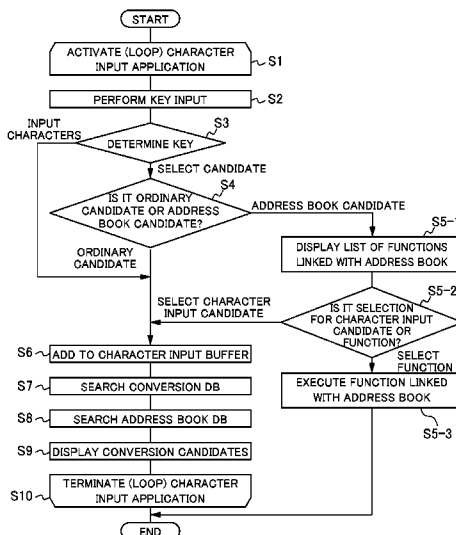 START
ACTIVATE (LOOP) CHARACTER
INPUT APPLICATION
S1
PERFORM KEY INPUT
S2
INPUT
CHARACTERS
S3
DETERMINE KEY
SELECT CANDIDATE
S4
IS IT ORDINARY
CANDIDATE OR ADDRESS
BOOK CANDIDATE?
ADDRESS BOOK CANDIDATE
S5-1
DISPLAY LIST OF FUNCTIONS
LINKED WITH ADDRESS BOOK
ORDINARY
CANDIDATE
S5-2
SELECT CHARACTER
INPUT CANDIDATE
IS IT SELECTION
FOR CHARACTER INPUT
CANDIDATE OR
FUNCTION?
SELECT
FUNCTION
S6
ADD TO CHARACTER INPUT BUFFER
S7
SEARCH CONVERSION DB
EXECUTE FUNCTION LINKED
WITH ADDRESS BOOK
S5-3
S8
SEARCH ADDRESS BOOK DB
S9
DISPLAY CONVERSION CANDIDATES
S10
TERMINATE (LOOP) CHARACTER
INPUT APPLICATION
END